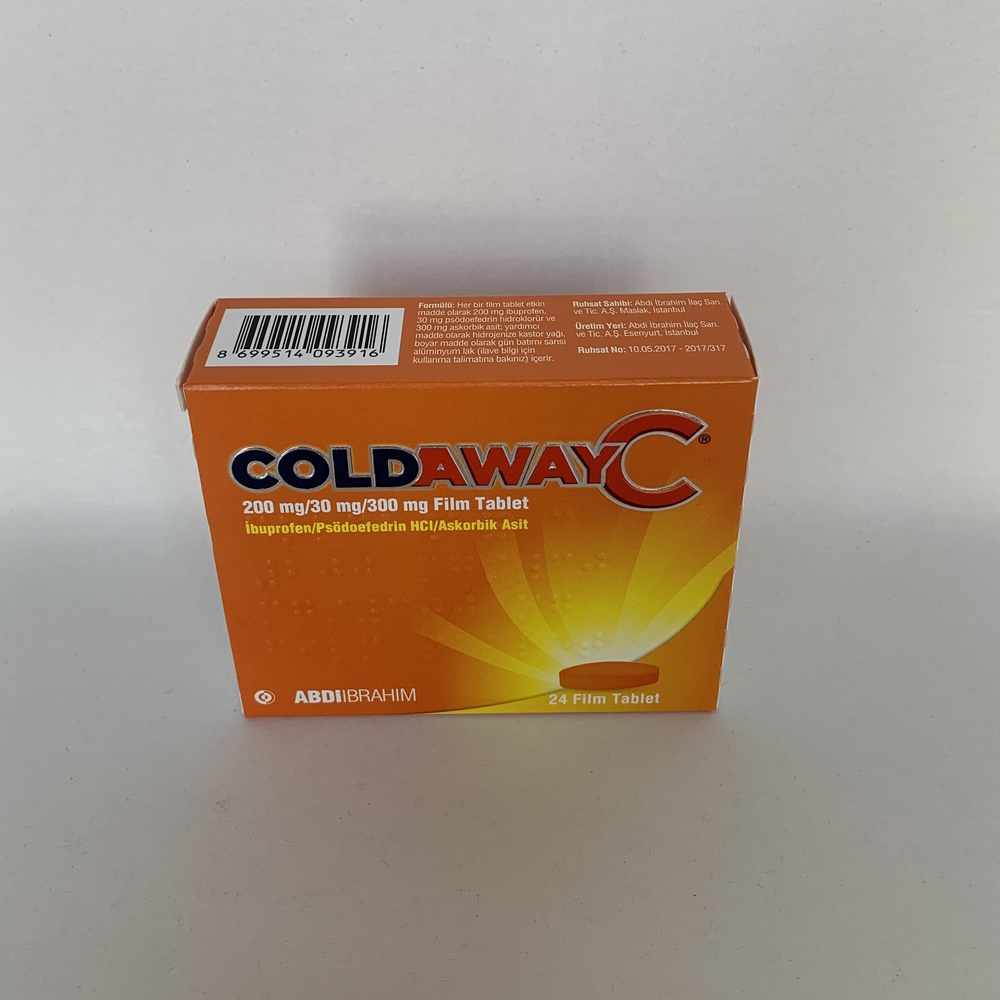 8 699514 093916
Formülü: Her bir film tablet etkin
madde olarak 200 mg ibuprofen,
30 mg psödoefedrin hidroklorür ve
300 mg askorbik asit; yardımcı
madde olarak hidrojenize kastor yağı,
boyar madde olarak gün batımı sarısı
alüminyum lak (ilave bilgi için
kullanma talimatına bakınız) içerir.
Ruhsat Sahibi: Abdi İbrahim İlaç San.
ve Tic. A.Ş. Maslak, İstanbul
Üretim Yeri: Abdi İbrahim İlaç San.
ve Tic. A.Ş. Esenyurt, İstanbul
Ruhsat No: 10.05.2017 - 2017/317
COLDAWAYC®
200 mg/30 mg/300 mg Film Tablet
İbuprofen/Psödoefedrin HCl/Askorbik Asit
ABDİİBRAHİM
24 Film Tablet